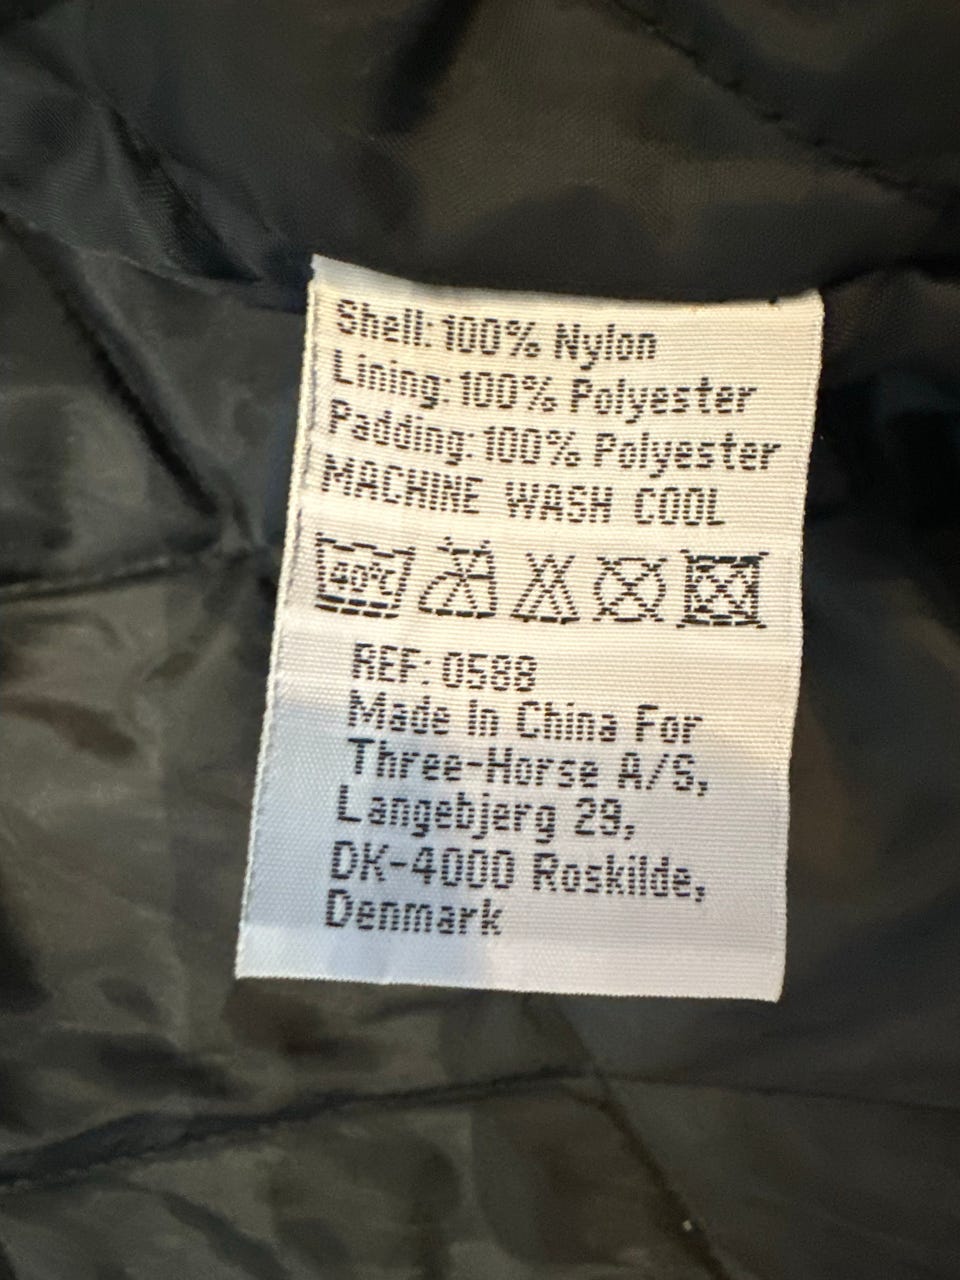 Shell: 100% Nylon
Lining: 100% Polyester
Padding: 100% Polyester
MACHINE WASH COOL
40°C
REF: 0588
Made In China For
Three-Horse A/S,
Langebjerg 29,
DK-4000 Roskilde,
Denmark